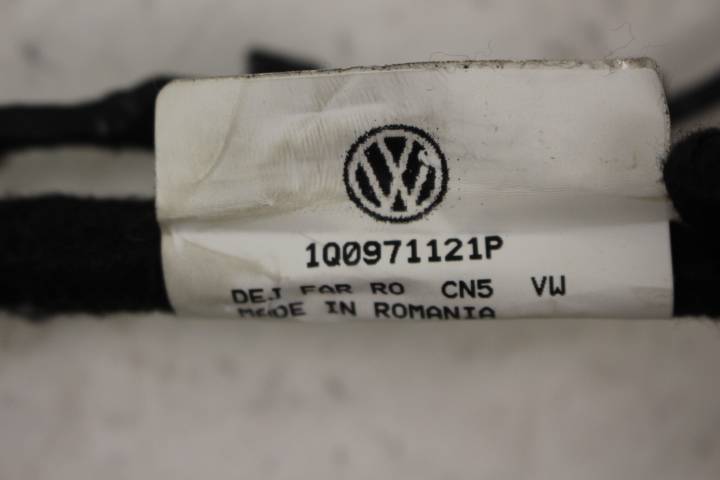 1Q0971121P
DEJ FOR RO CN5 VW
MADE IN ROMANIA